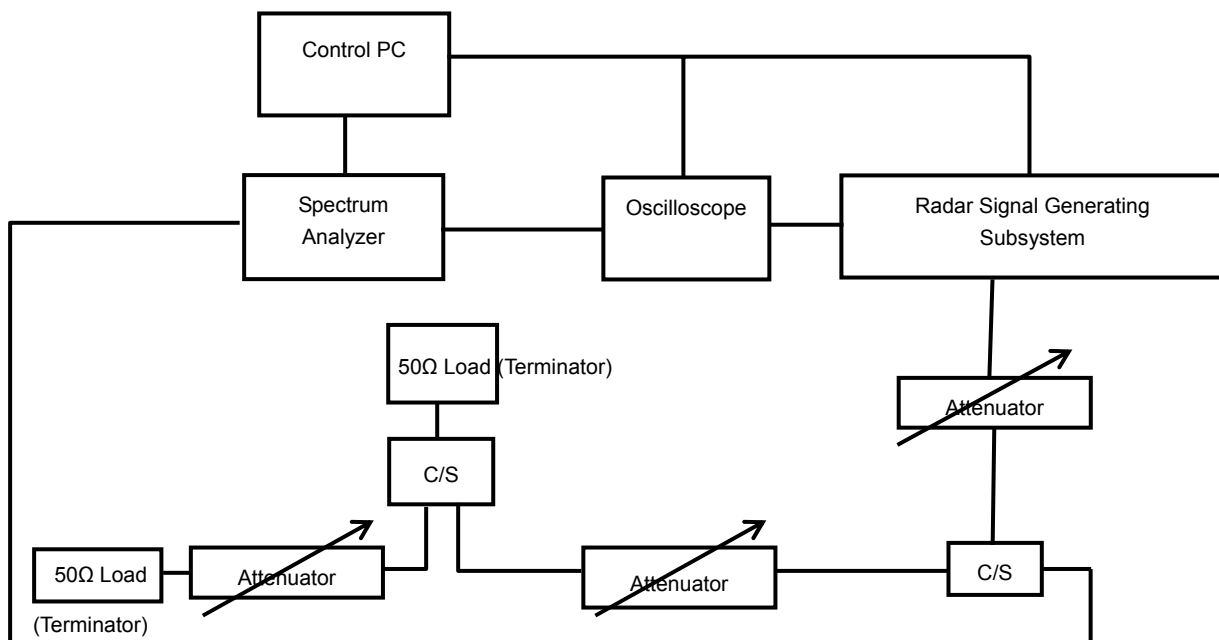 Control PC
Spectrum
Analyzer
Oscilloscope
Radar Signal Generating
Subsystem
50Ω Load (Terminator)
Attenuator
C/S
50Ω Load
(Terminator)
Attenuator
Attenuator
C/S